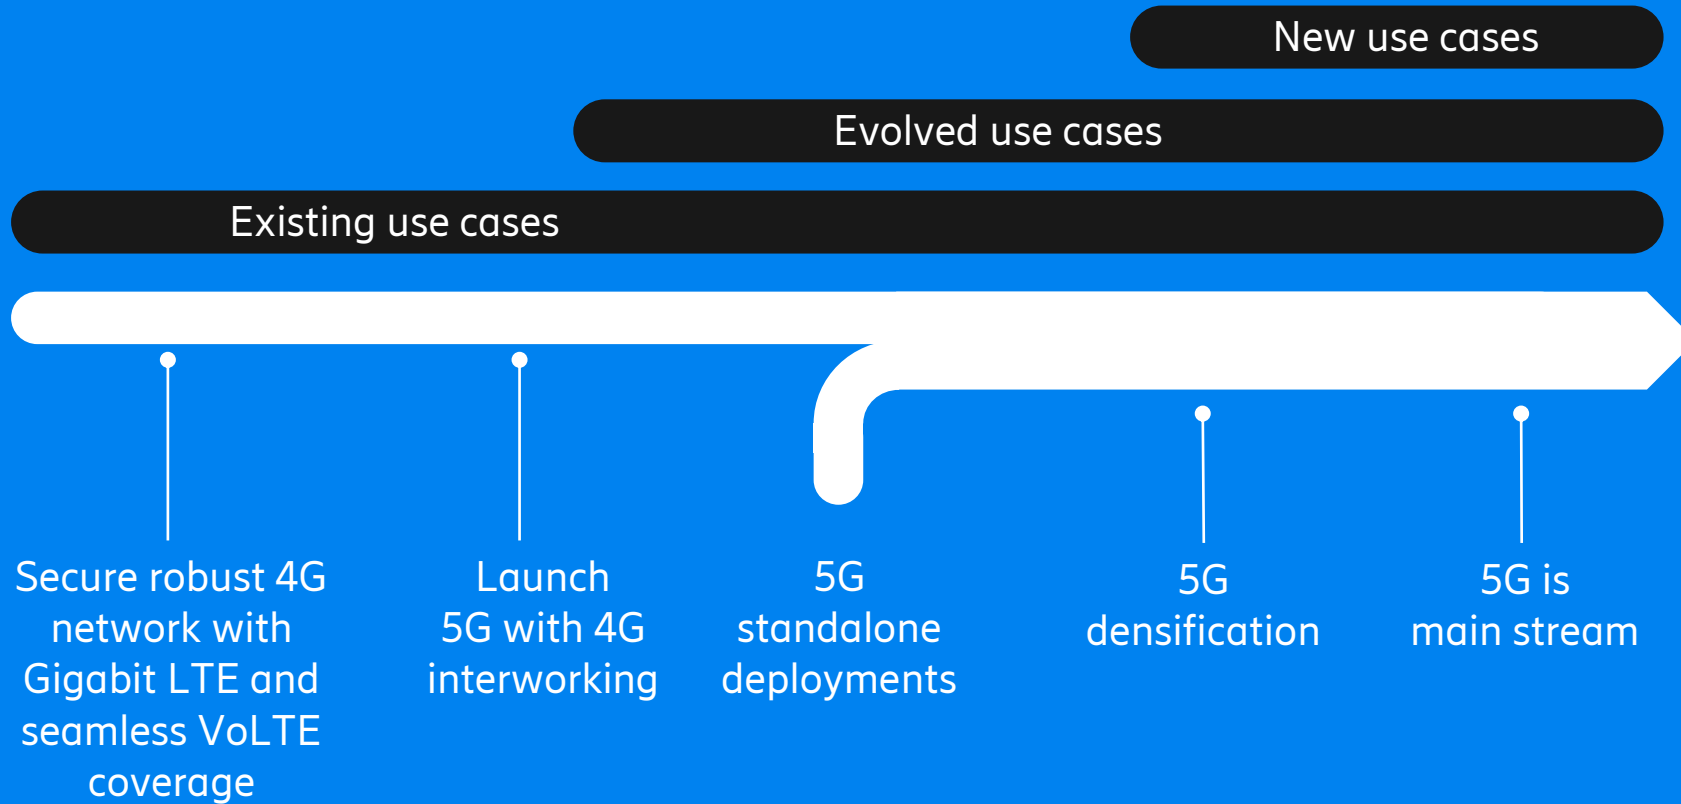 New use cases
Evolved use cases
Existing use cases
Secure robust 4G
network with
Gigabit LTE and
seamless VoLTE
coverage
Launch
5G with 4G
interworking
5G
standalone
deployments
5G
densification
5G is
main stream